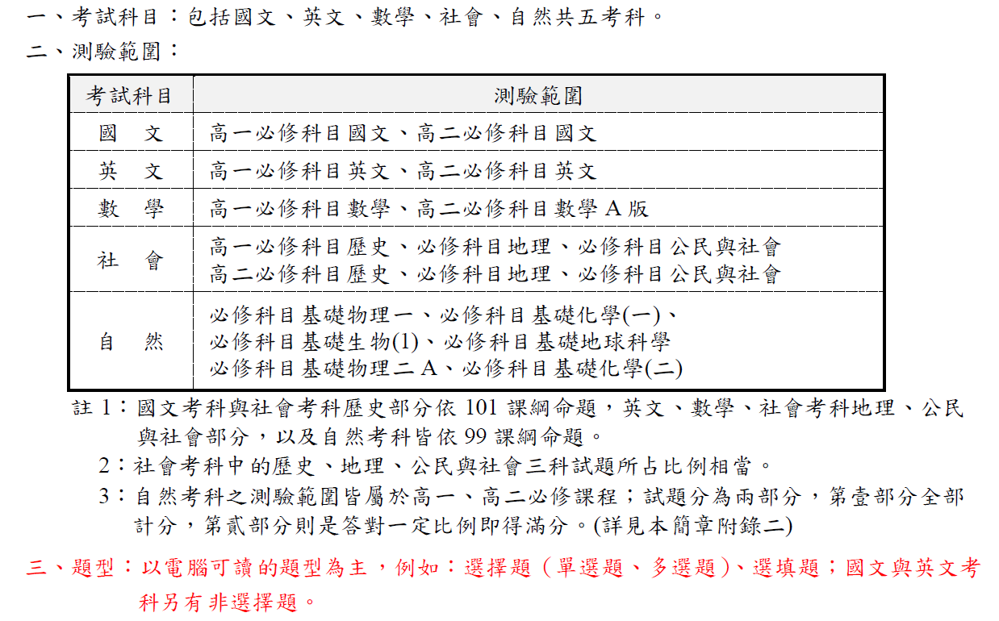 一、考試科目：包括國文、英文、數學、社會、自然共五考科。
二、測驗範圍：
考試科目 測驗範圍
國 文 高一必修科目國文、高二必修科目國文
英 文 高一必修科目英文、高二必修科目英文
數 學 高一必修科目數學、高二必修科目數學 A 版
社 會 高一必修科目歷史、必修科目地理、必修科目公民與社會
高二必修科目歷史、必修科目地理、必修科目公民與社會
自 然 必修科目基礎物理一、必修科目基礎化學(一)、
必修科目基礎生物(1)、必修科目基礎地球科學
必修科目基礎物理二 A、必修科目基礎化學(二)
註 1：國文考科與社會考科歷史部分依 101 課綱命題，英文、數學、社會考科地理、公民
與社會部分，以及自然考科皆依 99 課綱命題。
2：社會考科中的歷史、地理、公民與社會三科試題所占比例相當。
3：自然考科之測驗範圍皆屬於高一、高二必修課程；試題分為兩部分，第壹部分全部
計分，第貳部分則是答對一定比例即得滿分。(詳見本簡章附錄二)
三、題型：以電腦可讀的題型為主，例如：選擇題（單選題、多選題）、選填題；國文與英文考
科另有非選擇題。